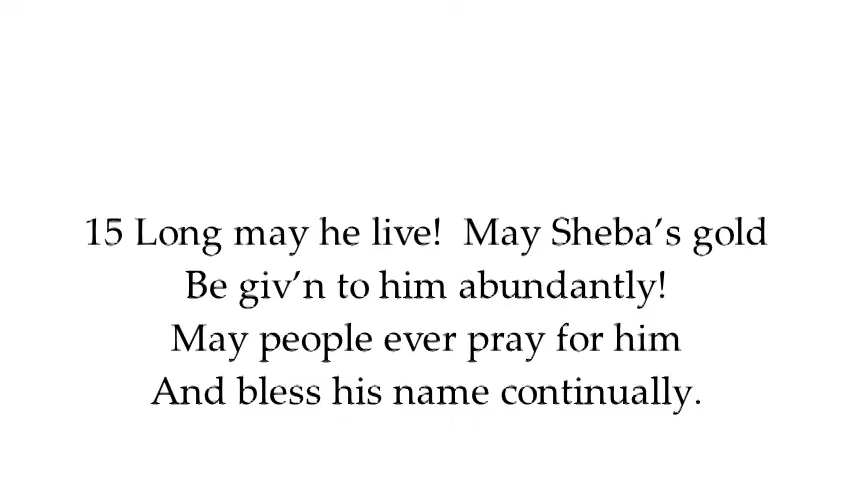 15 Long may he live!  May Sheba’s gold
Be giv’n to him abundantly!
May people ever pray for him
And bless his name continually.